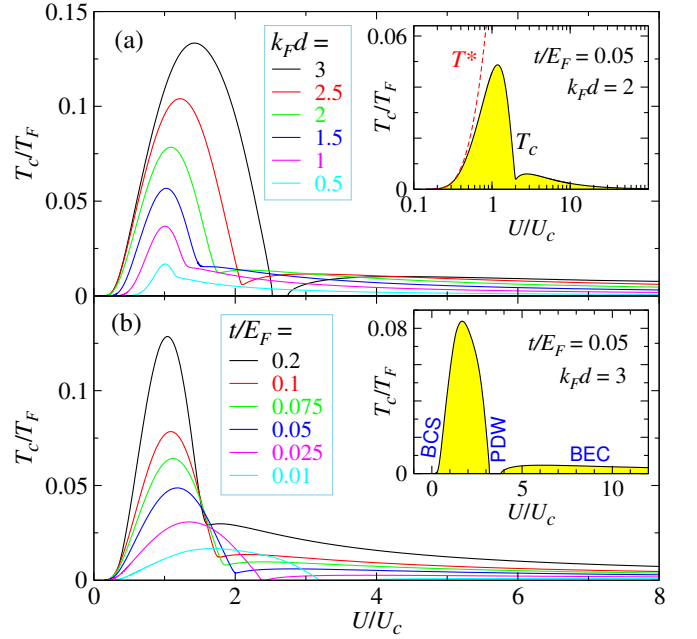 (a)
k_F d =
3
2.5
2
1.5
1
0.5
T_c/T_F
0.15
0.1
0.05
0
T_c/T_F
0.06
0
T*
t/E_F = 0.05
k_F d = 2
T_c
0.1
1
10
U/U_c
(b)
t/E_F =
0.2
0.1
0.075
0.05
0.025
0.01
T_c/T_F
0.1
0.05
0
T_c/T_F
0.08
0
t/E_F = 0.05
k_F d = 3
BCS
PDW
BEC
0
5
10
U/U_c
0
2
4
6
8
U/U_c